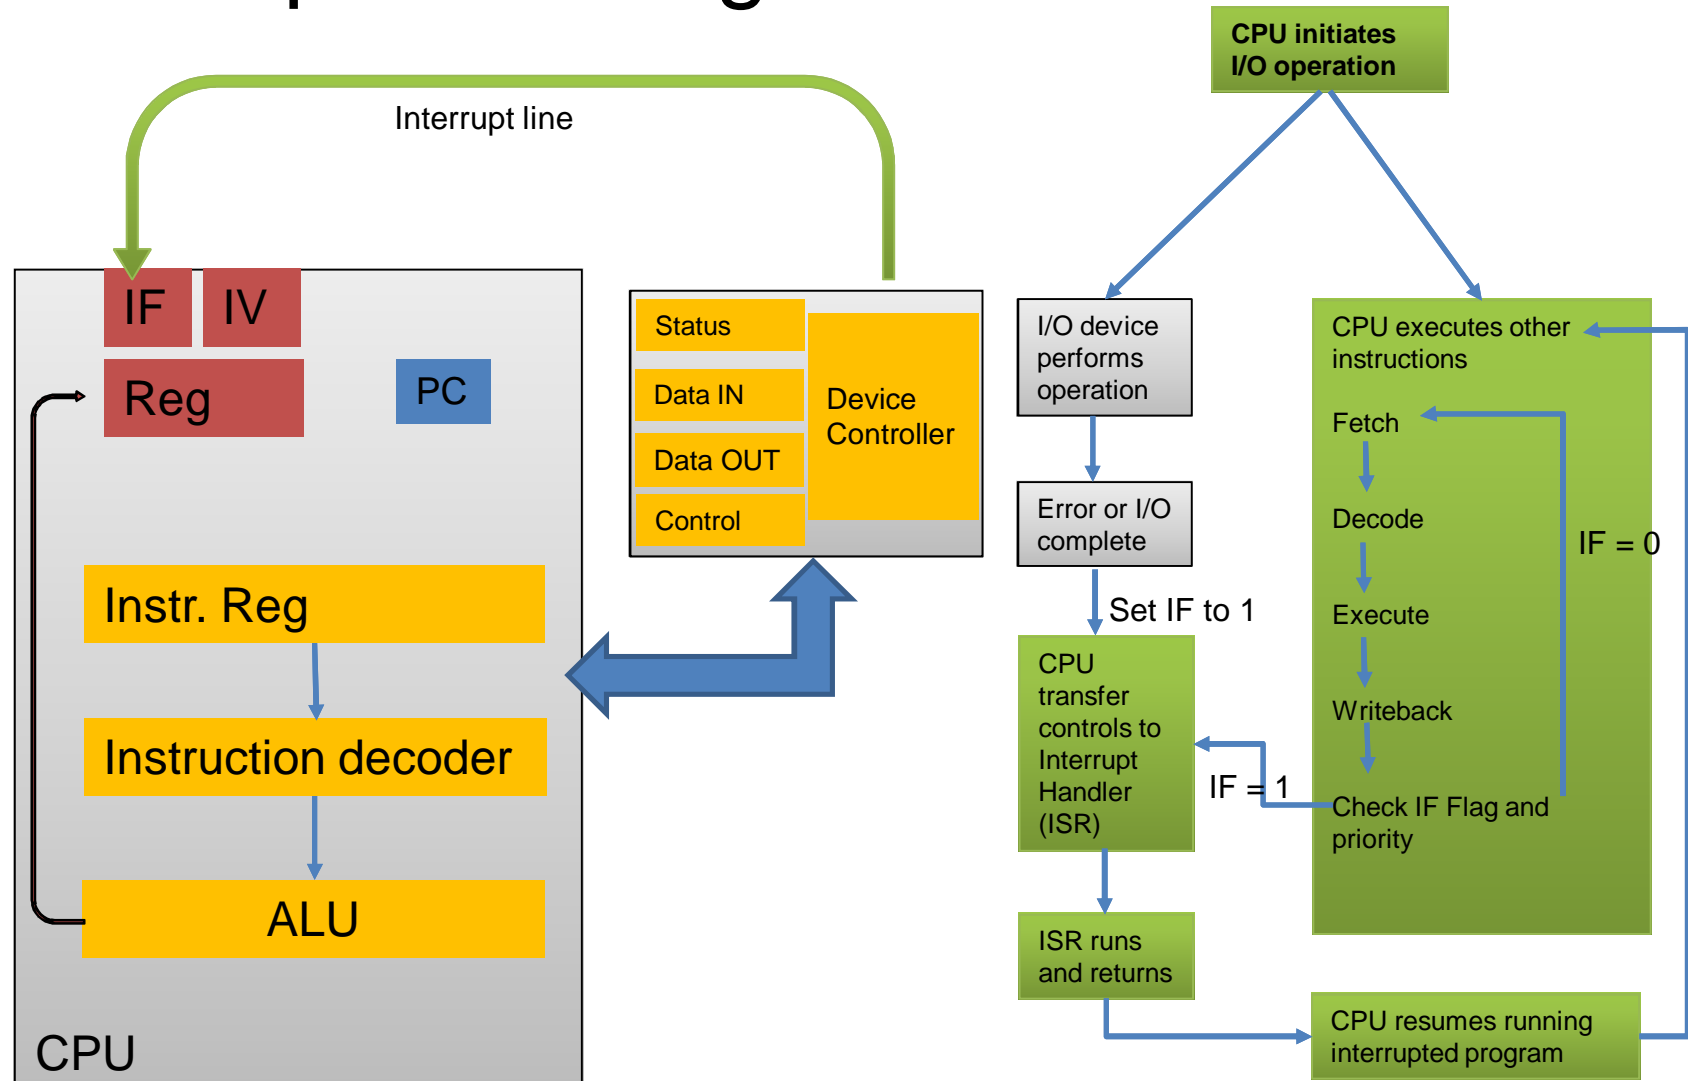 Interrupt line
IF
IV
Reg
PC
Instr. Reg
Instruction decoder
ALU
CPU
Status
Data IN
Data OUT
Control
Device
Controller
CPU initiates
I/O operation
I/O device
performs
operation
Error or I/O
complete
Set IF to 1
CPU
transfer
controls to
Interrupt
Handler
(ISR)
IF = 1
ISR runs
and returns
CPU executes other
instructions
Fetch
Decode
IF = 0
Execute
Writeback
Check IF Flag and
priority
CPU resumes running
interrupted program